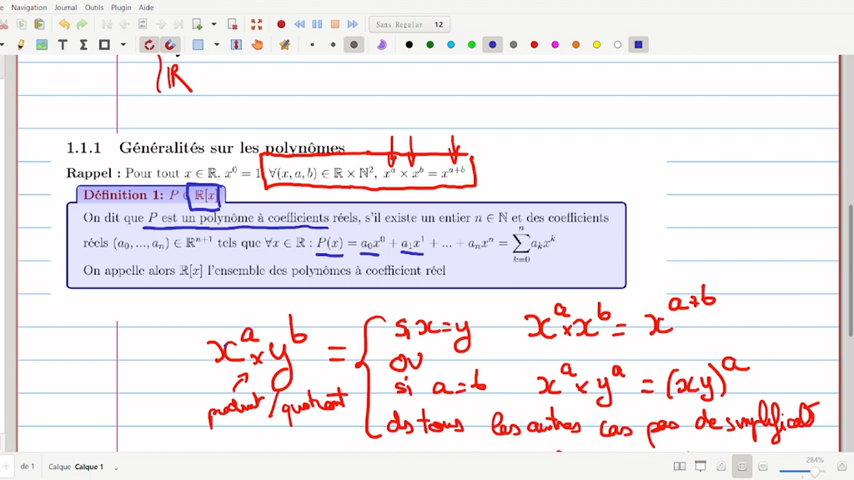 Navigation Journal Outils Plugin Aide
Sans Regular 12
IR
1.1.1 Généralités sur les polynômes
Rappel : Pour tout x ∈ ℝ, x⁰ = 1, ∀(x, a, b) ∈ ℝ × ℕ², xᵃ × xᵇ = xᵃ⁺ᵇ
Définition 1: P ∈ ℝ[x]
On dit que P est un polynôme à coefficients réels, s'il existe un entier n ∈ ℕ et des coefficients
réels (a₀, ..., aₙ) ∈ ℝⁿ⁺¹ tels que ∀x ∈ ℝ : P(x) = a₀x⁰ + a₁x¹ + ... + aₙxⁿ = ∑ₖ₌₀ⁿ aₖxᵏ
On appelle alors ℝ[x] l'ensemble des polynômes à coefficient réel
si x = y xᵃ × xᵇ = xᵃ⁺ᵇ
xᵃ × yᵇ = { ou
si a = b xᵃ × yᵃ = (xy)ᵃ
produit / quotient
ds tous les autres cas pas de simplificat
de 1 Calque Calque 1 284%